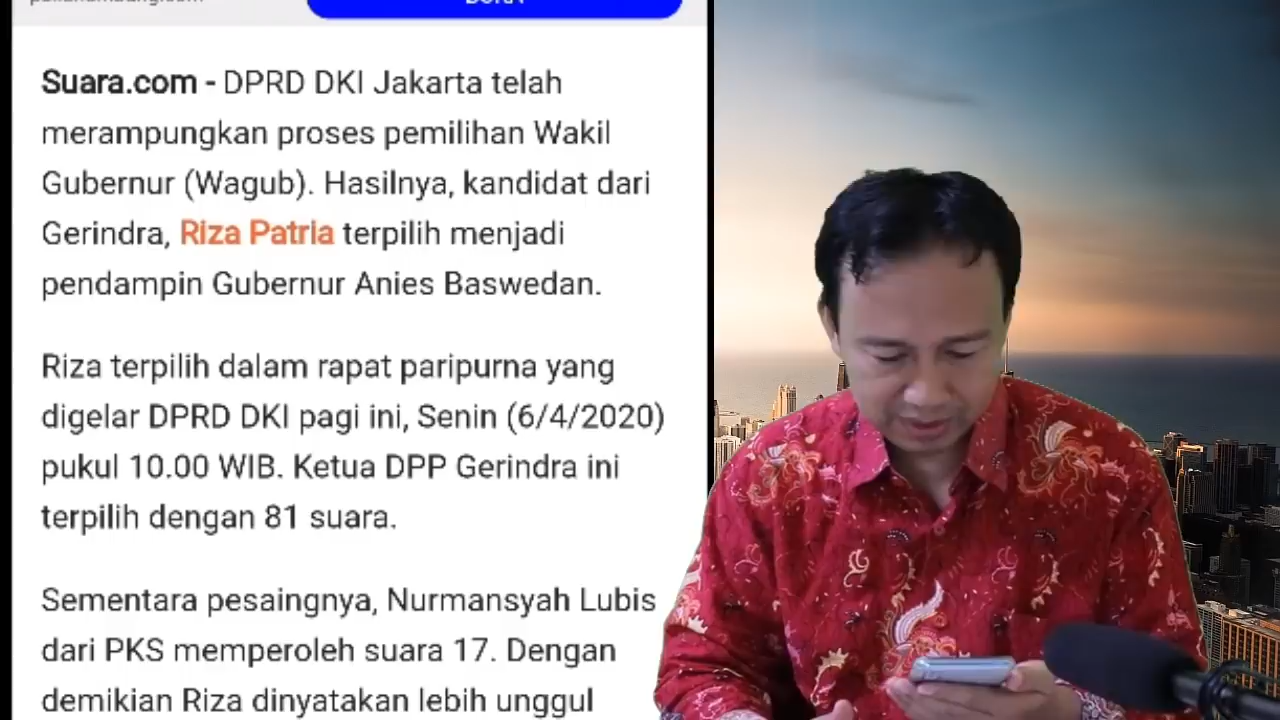 Suara.com - DPRD DKI Jakarta telah
merampungkan proses pemilihan Wakil
Gubernur (Wagub). Hasilnya, kandidat dari
Gerindra, Riza Patria terpilih menjadi
pendampin Gubernur Anies Baswedan.
Riza terpilih dalam rapat paripurna yang
digelar DPRD DKI pagi ini, Senin (6/4/2020)
pukul 10.00 WIB. Ketua DPP Gerindra ini
terpilih dengan 81 suara.
Sementara pesaingnya, Nurmansyah Lubis
dari PKS memperoleh suara 17. Dengan
demikian Riza dinyatakan lebih unggul